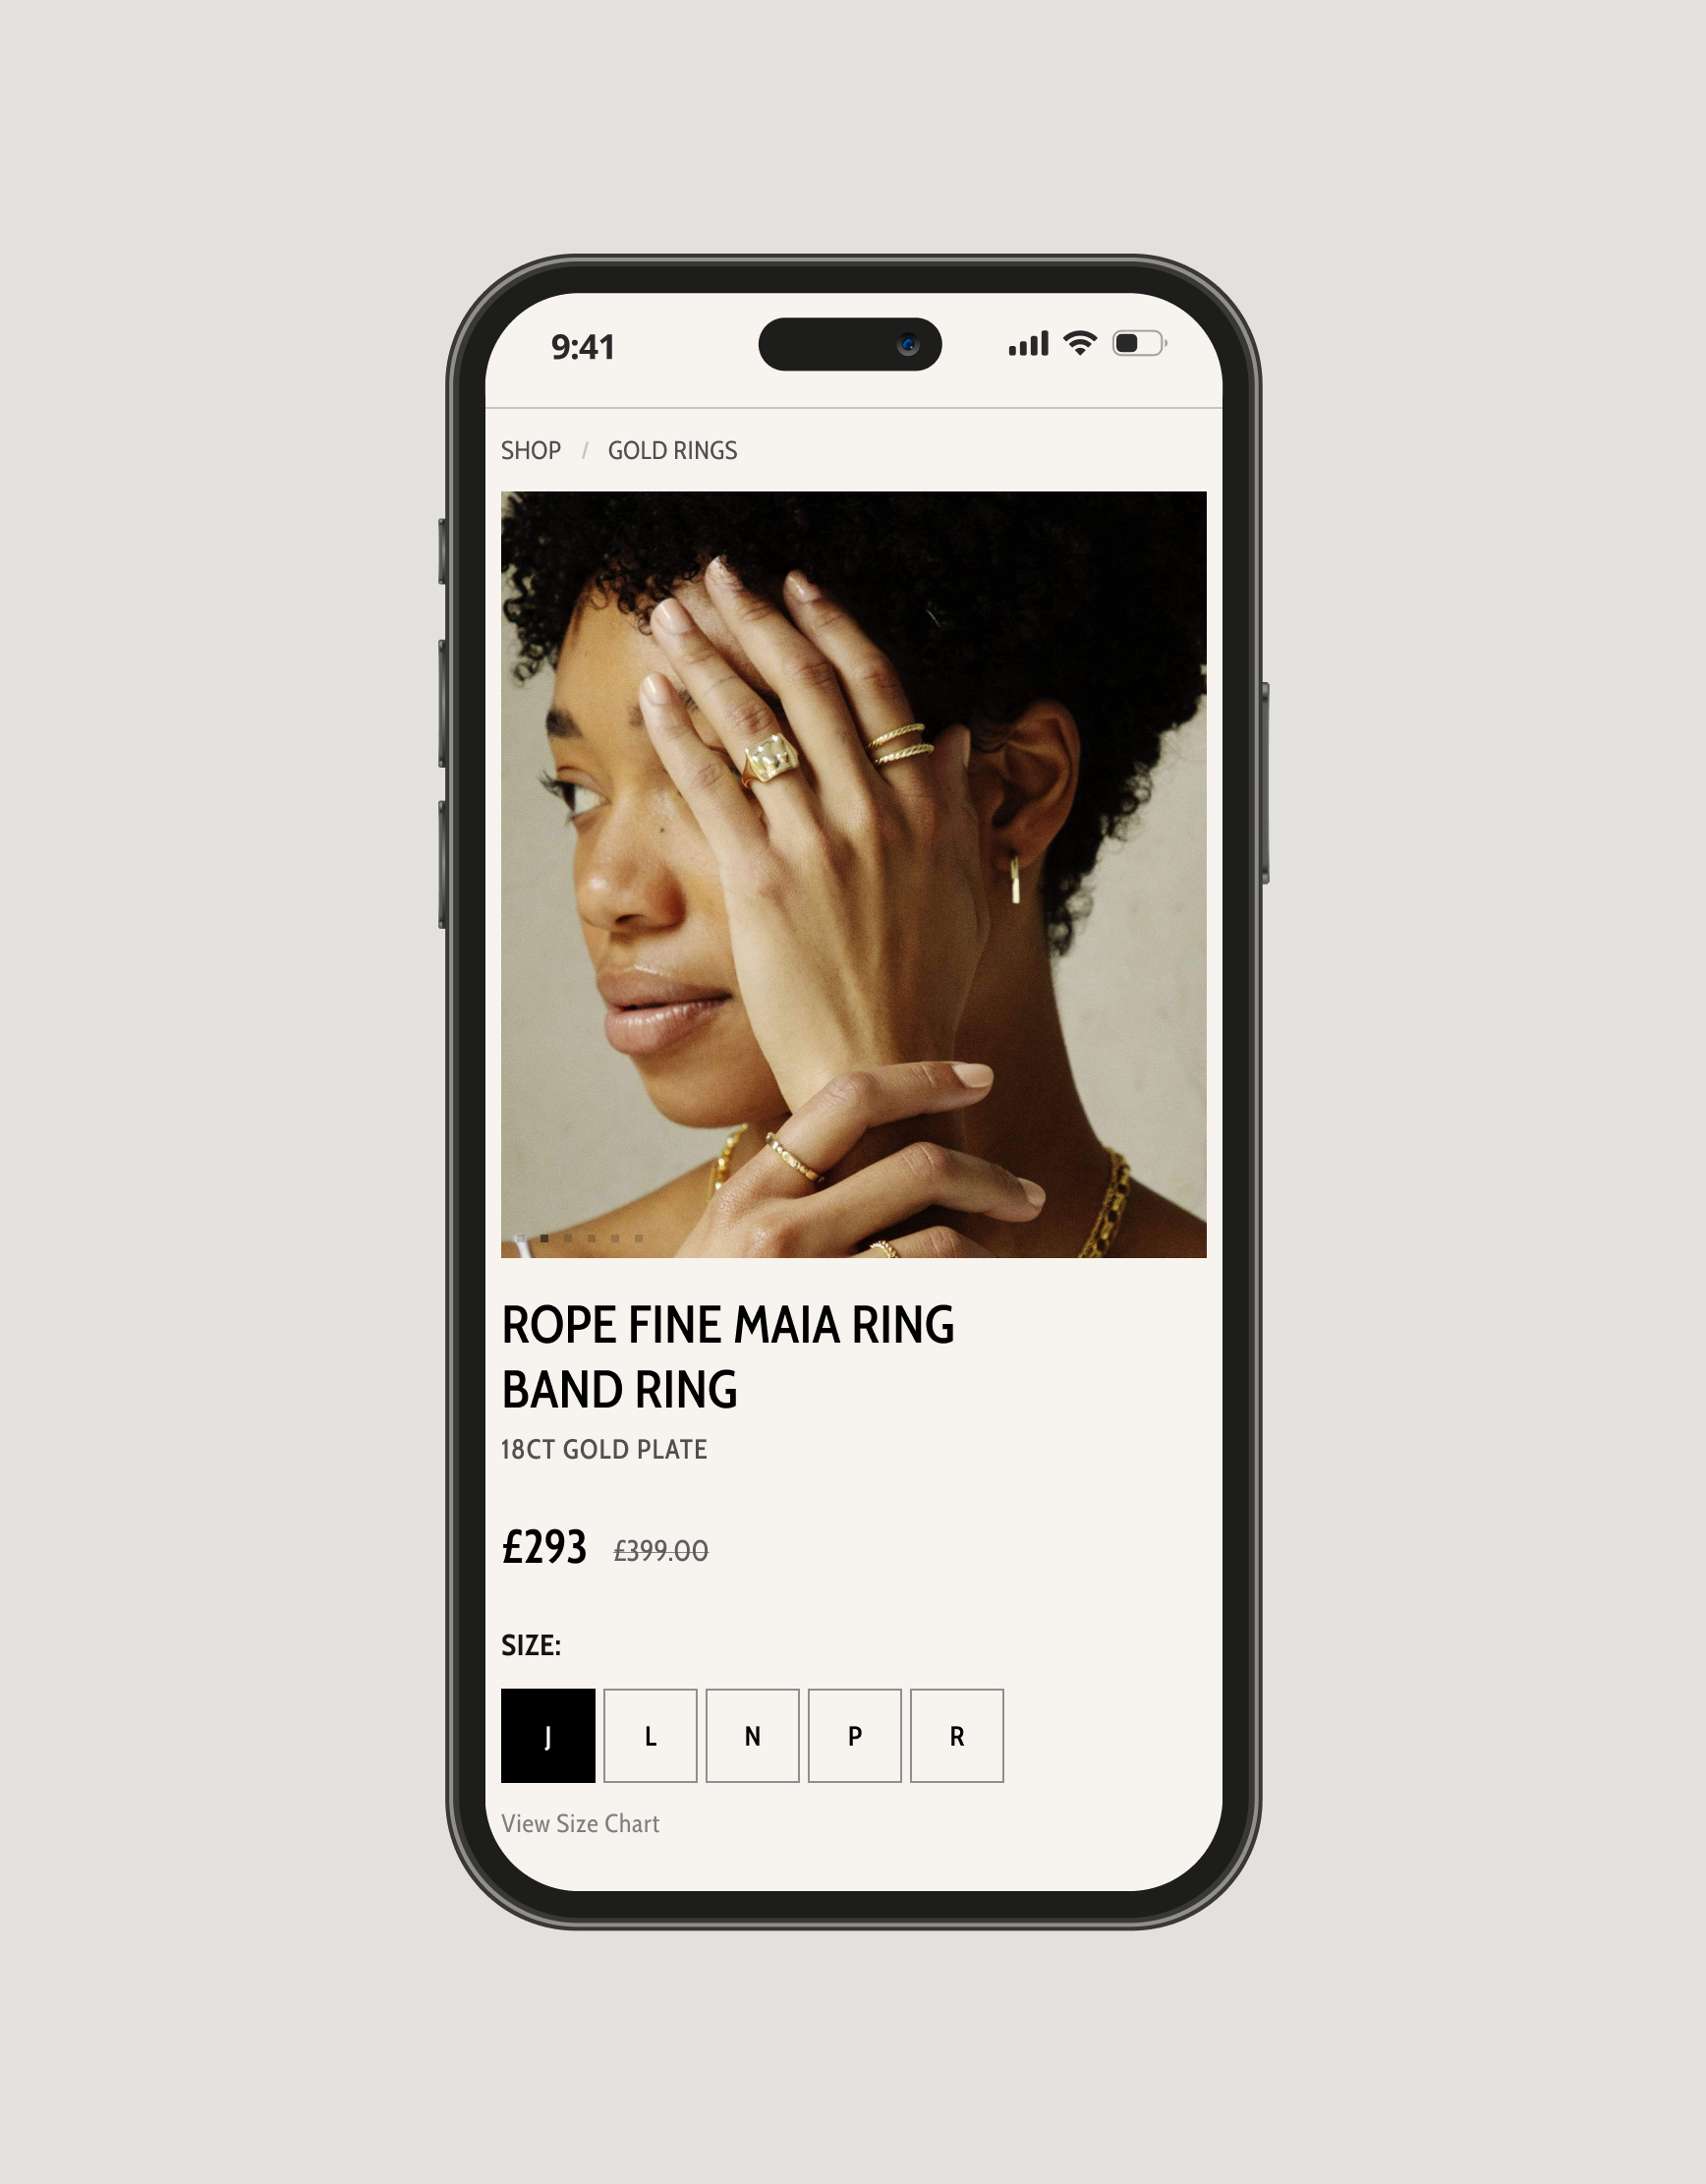 9:41
SHOP / GOLD RINGS
ROPE FINE MAIA RING
BAND RING
18CT GOLD PLATE
£293 £399.00
SIZE:
J L N P R
View Size Chart